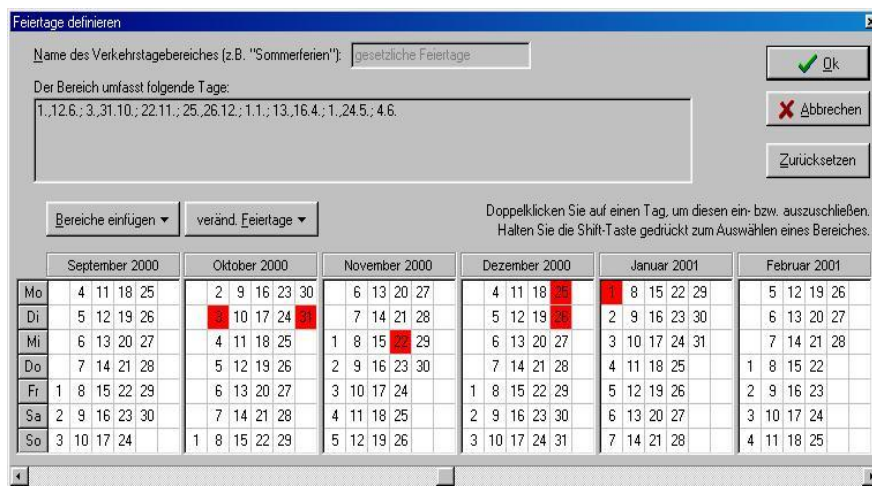 Feiertage definieren
Name des Verkehrstagebereiches (z.B. "Sommerferien"): gesetzliche Feiertage
Ok
Der Bereich umfasst folgende Tage:
1.,12.6.; 3.,31.10.; 22.11.; 25.,26.12.; 1.1.; 13.,16.4.; 1.,24.5.; 4.6.
Abbrechen
Zurücksetzen
Bereiche einfügen
veränd. Feiertage
Doppelklicken Sie auf einen Tag, um diesen ein- bzw. auszuschließen.
Halten Sie die Shift-Taste gedrückt zum Auswählen eines Bereiches.
September 2000 Oktober 2000 November 2000 Dezember 2000 Januar 2001 Februar 2001
Mo 4 11 18 25 2 9 16 23 30 6 13 20 27 4 11 18 25 1 8 15 22 29 5 12 19 26
Di 5 12 19 26 3 10 17 24 31 7 14 21 28 5 12 19 26 2 9 16 23 30 6 13 20 27
Mi 6 13 20 27 4 11 18 25 1 8 15 22 29 6 13 20 27 3 10 17 24 31 7 14 21 28
Do 7 14 21 28 5 12 19 26 2 9 16 23 30 7 14 21 28 4 11 18 25 1 8 15 22
Fr 1 8 15 22 29 6 13 20 27 3 10 17 24 1 8 15 22 29 5 12 19 26 2 9 16 23
Sa 2 9 16 23 30 7 14 21 28 4 11 18 25 2 9 16 23 30 6 13 20 27 3 10 17 24
So 3 10 17 24 1 8 15 22 29 5 12 19 26 3 10 17 24 31 7 14 21 28 4 11 18 25